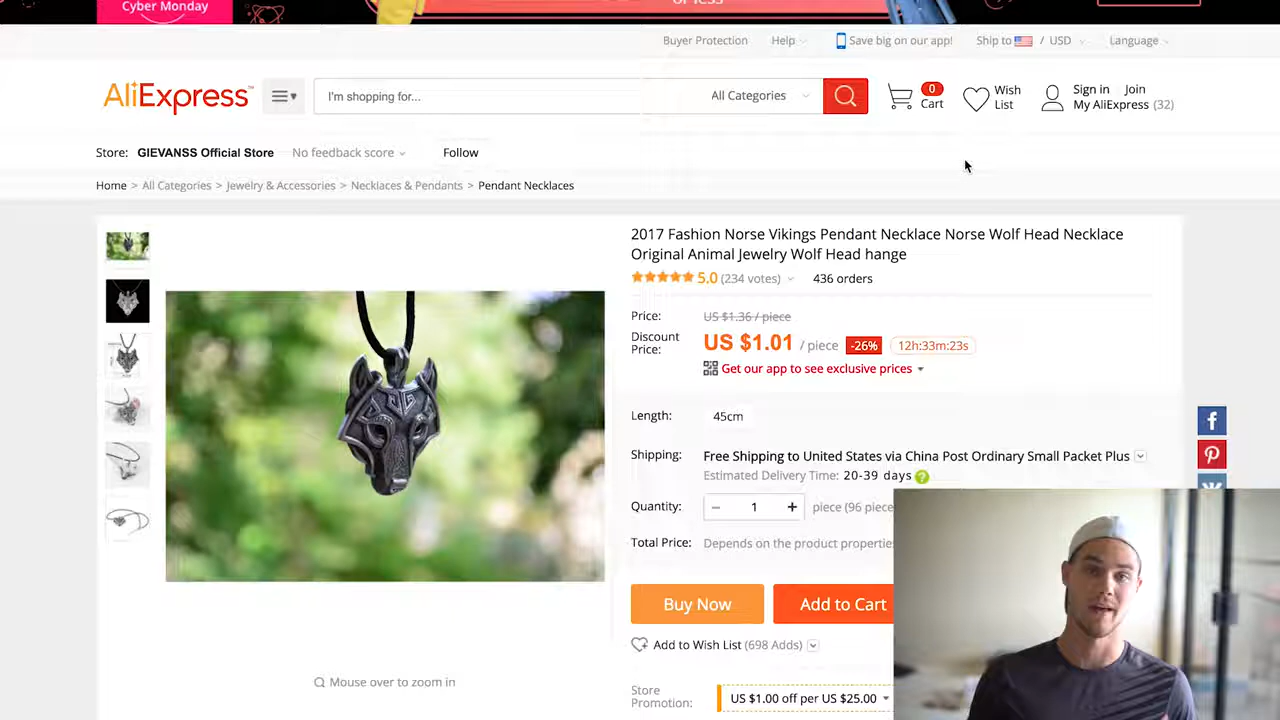 Cyber Monday
or less
Buyer Protection Help Save big on our app! Ship to / USD Language
AliExpress™ I'm shopping for... All Categories 0 Cart Wish List Sign in Join My AliExpress (32)
Store: GIEVANSS Official Store No feedback score Follow
Home > All Categories > Jewelry & Accessories > Necklaces & Pendants > Pendant Necklaces
2017 Fashion Norse Vikings Pendant Necklace Norse Wolf Head Necklace
Original Animal Jewelry Wolf Head hange
5.0 (234 votes) 436 orders
Price: US $1.36 / piece
Discount Price: US $1.01 / piece -26% 12h:33m:23s
Get our app to see exclusive prices
Length: 45cm
Shipping: Free Shipping to United States via China Post Ordinary Small Packet Plus
Estimated Delivery Time: 20-39 days ?
Quantity: − 1 + piece (96 piece
Total Price: Depends on the product propertie
Buy Now Add to Cart
Add to Wish List (698 Adds)
Mouse over to zoom in
Store Promotion: US $1.00 off per US $25.00